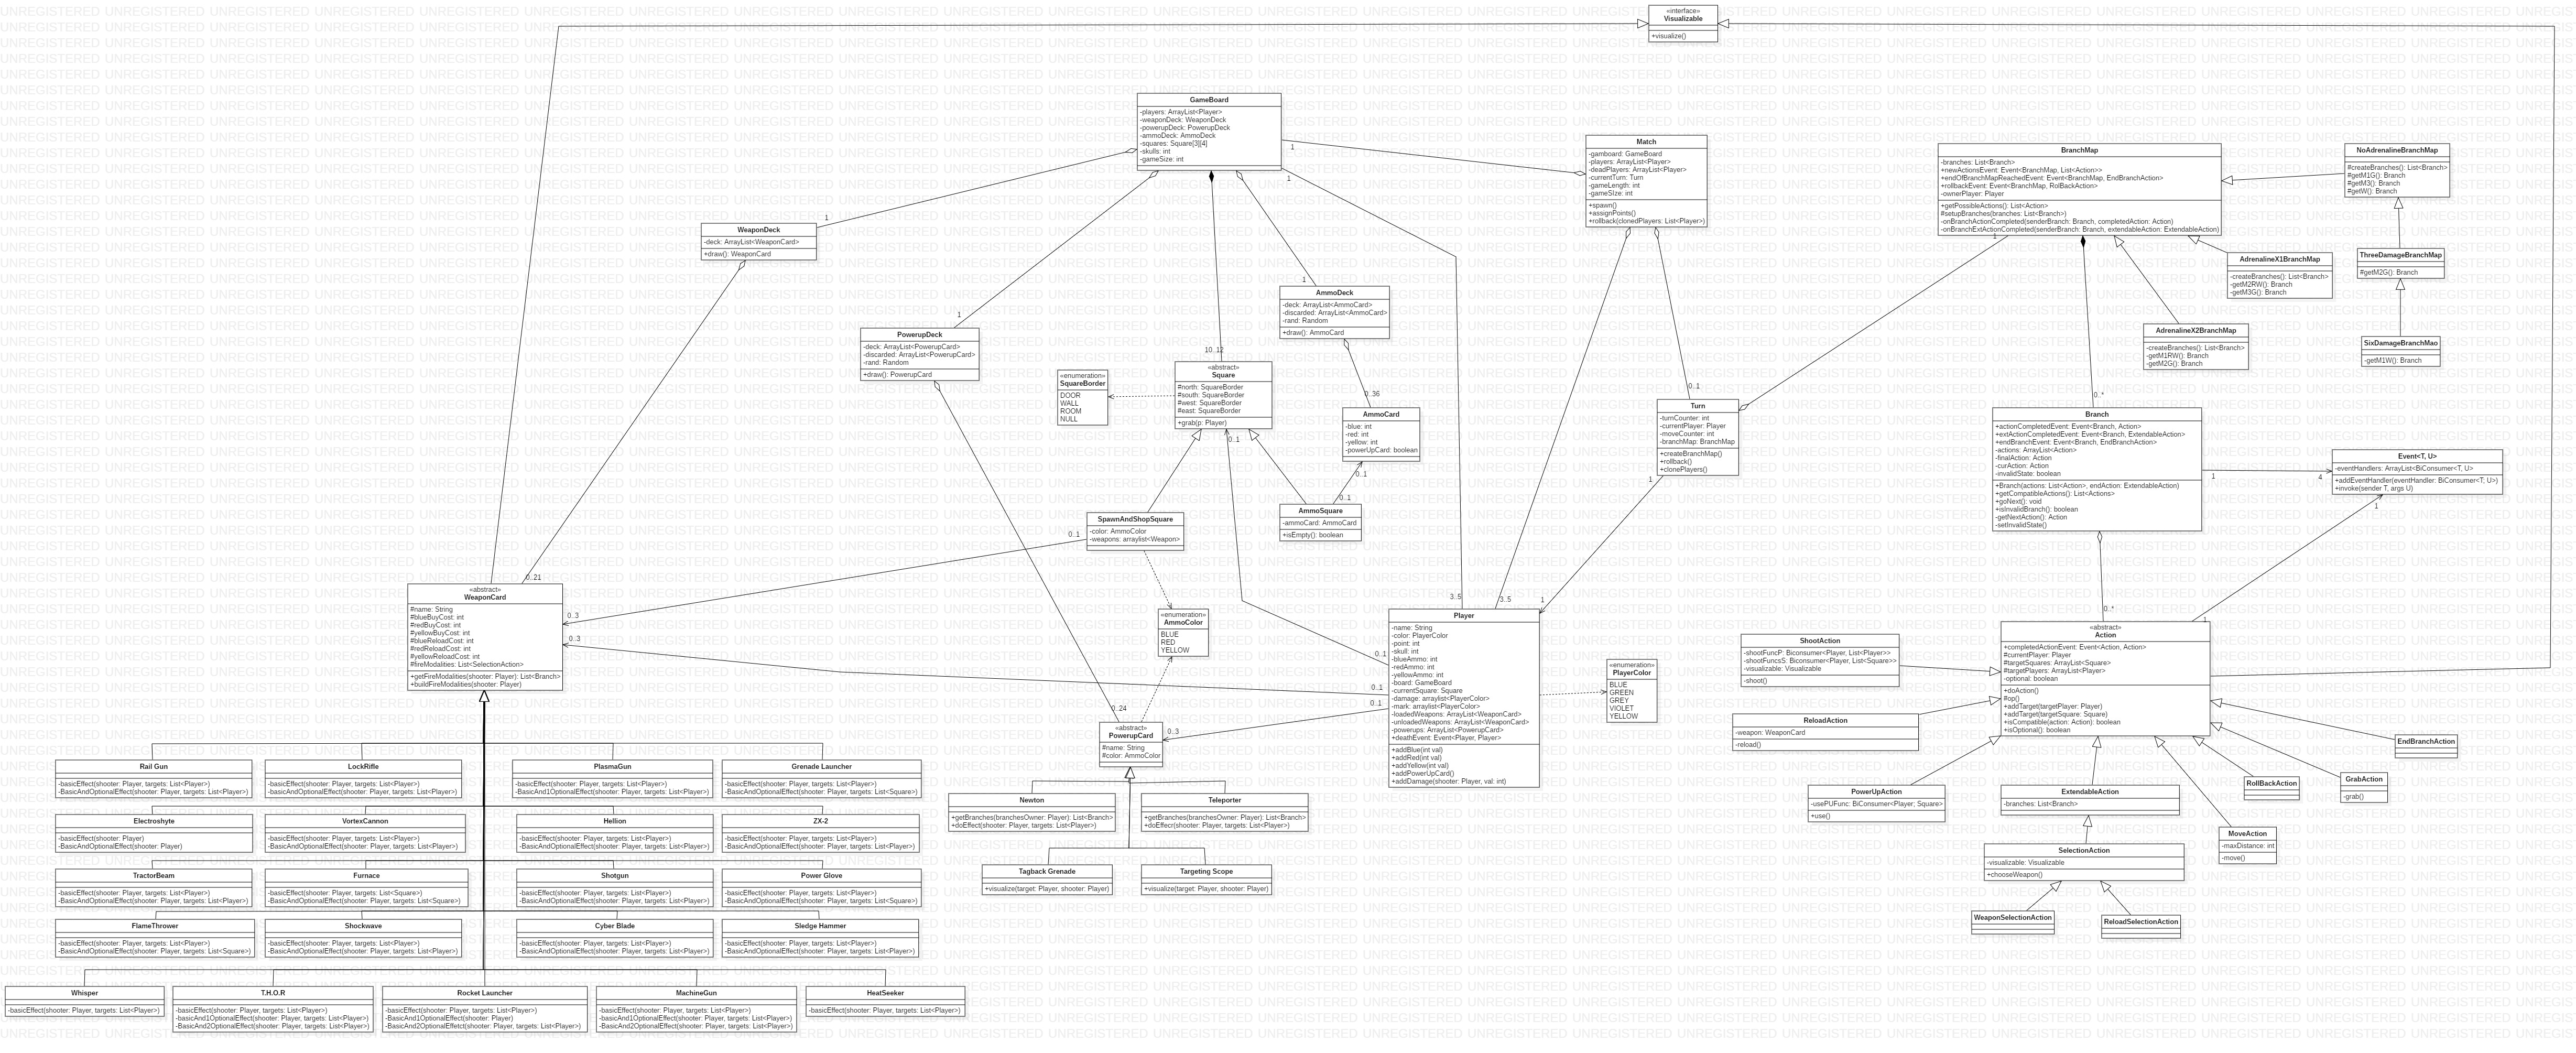 «interface»
Visualizable
+visualize()
GameBoard
-players: ArrayList<Player>
-weaponDeck: WeaponDeck
-powerupDeck: PowerupDeck
-ammoDeck: AmmoDeck
-squares: Square[3][4]
-skulls: int
-gameSize: int
1
1
Match
-gamboard: GameBoard
-players: ArrayList<Player>
-deadPlayers: ArrayList<Player>
-currentTurn: Turn
-gameLength: int
-gameSIze: int
+spawn()
+assignPoints()
+rollback(clonedPlayers: List<Player>)
BranchMap
-branches: List<Branch>
+newActionsEvent: Event<BranchMap, List<Action>>
+endOfBranchMapReachedEvent: Event<BranchMap, EndBranchAction>
+rollbackEvent: Event<BranchMap, RolBackAction>
-ownerPlayer: Player
+getPossibleActions(): List<Action>
#setupBranches(branches: List<Branch>)
-onBranchActionCompleted(senderBranch: Branch, completedAction: Action)
-onBranchExtActionCompleted(senderBranch: Branch, extendableAction: ExtendableAction)
1
NoAdrenalineBranchMap
#createBranches(): List<Branch>
#getM1G(): Branch
#getM3(): Branch
#getW(): Branch
ThreeDamageBranchMap
#getM2G(): Branch
SixDamageBranchMao
-getM1W(): Branch
AdrenalineX1BranchMap
-createBranches(): List<Branch>
-getM2RW(): Branch
-getM3G(): Branch
AdrenalineX2BranchMap
-createBranches(): List<Branch>
-getM1RW(): Branch
-getM2G(): Branch
WeaponDeck
-deck: ArrayList<WeaponCard>
+draw(): WeaponCard
1
PowerupDeck
-deck: ArrayList<PowerupCard>
-discarded: ArrayList<PowerupCard>
-rand: Random
+draw(): PowerupCard
1
AmmoDeck
-deck: ArrayList<AmmoCard>
-discarded: ArrayList<AmmoCard>
-rand: Random
+draw(): AmmoCard
1
10..12
«abstract»
Square
#north: SquareBorder
#south: SquareBorder
#west: SquareBorder
#east: SquareBorder
+grab(p: Player)
0..1
«enumeration»
SquareBorder
DOOR
WALL
ROOM
NULL
0..36
AmmoCard
-blue: int
-red: int
-yellow: int
-powerUpCard: boolean
0..1
0..1
AmmoSquare
-ammoCard: AmmoCard
+isEmpty(): boolean
0..1
Turn
-turnCounter: int
-currentPlayer: Player
-moveCounter: int
-branchMap: BranchMap
+createBranchMap()
+rollback()
+clonePlayers()
1
0..*
Branch
+actionCompletedEvent: Event<Branch, Action>
+extActionCompletedEvent: Event<Branch, ExtendableAction>
+endBranchEvent: Event<Branch, EndBranchAction>
-actions: ArrayList<Action>
-finalAction: Action
-curAction: Action
-invalidState: boolean
+Branch(actions: List<Action>, endAction: ExtendableAction)
+getCompatibleActions(): List<Actions>
+goNext(): void
+isInvalidBranch(): boolean
-getNextAction(): Action
-setInvalidState()
1
4
Event<T, U>
-eventHandlers: ArrayList<BiConsumer<T, U>
+addEventHandler(eventHandler: BiConsumer<T; U>)
+invoke(sender T, args U)
1
SpawnAndShopSquare
-color: AmmoColor
-weapons: arraylist<Weapon>
0..1
0..21
«abstract»
WeaponCard
#name: String
#blueBuyCost: int
#redBuyCost: int
#yellowBuyCost: int
#blueReloadCost: int
#redReloadCost: int
#yellowReloadCost: int
#fireModalities: List<SelectionAction>
+getFireModalities(shooter: Player): List<Branch>
+buildFireModalities(shooter: Player)
0..3
0..3
«enumeration»
AmmoColor
BLUE
RED
YELLOW
3..5
3..5
1
Player
-name: String
-color: PlayerColor
-point: int
-skull: int
-blueAmmo: int
-redAmmo: int
-yellowAmmo: int
-board: GameBoard
-currentSquare: Square
-damage: arraylist<PlayerColor>
-mark: arraylist<PlayerColor>
-loadedWeapons: ArrayList<WeaponCard>
-unloadedWeapons: ArrayList<WeaponCard>
-powerups: ArrayList<PowerupCard>
+deathEvent: Event<Player, Player>
+addBlue(int val)
+addRed(int val)
+addYellow(int val)
+addPowerUpCard()
+addDamage(shooter: Player, val: int)
0..1
0..1
0..1
«enumeration»
PlayerColor
BLUE
GREEN
GREY
VIOLET
YELLOW
0..*
1
«abstract»
Action
+completedActionEvent: Event<Action, Action>
#currentPlayer: Player
#targetSquares: ArrayList<Square>
#targetPlayers: ArrayList<Player>
-optional: boolean
+doAction()
#op()
+addTarget(targetPlayer: Player)
+addTarget(targetSquare: Square)
+isCompatible(action: Action): boolean
+isOptional(): boolean
ShootAction
-shootFuncP: Biconsumer<Player, List<Player>>
-shootFuncsS: Biconsumer<Player, List<Square>>
-visualizable: Visualizable
-shoot()
ReloadAction
-weapon: WeaponCard
-reload()
PowerUpAction
-usePUFunc: BiConsumer<Player; Square>
+use()
ExtendableAction
-branches: List<Branch>
SelectionAction
-visualizable: Visualizable
+chooseWeapon()
WeaponSelectionAction
ReloadSelectionAction
MoveAction
-maxDistance: int
-move()
RollBackAction
GrabAction
-grab()
EndBranchAction
0..24
0..3
«abstract»
PowerupCard
#name: String
#color: AmmoColor
Newton
+getBranches(branchesOwner: Player): List<Branch>
+doEffect(shooter: Player, targets: List<Player>)
Teleporter
+getBranches(branchesOwner: Player): List<Branch>
+doEffecr(shooter: Player, targets: List<Player>)
Tagback Grenade
+visualize(target: Player, shooter: Player)
Targeting Scope
+visualize(target: Player, shooter: Player)
Rail Gun
-basicEffect(shooter: Player, targets: List<Player>)
-BasicAndOptionalEffect(shooter: Player, targets: List<Player>)
LockRifle
-basicEffect(shooter: Player, targets: List<Player>)
-BasicAndOptionalEffect(shooter: Player, targets: List<Player>)
PlasmaGun
-basicEffect(shooter: Player, targets: List<Player>)
-BasicAnd1OptionalEffect(shooter: Player, targets: List<Player>)
Grenade Launcher
-basicEffect(shooter: Player, targets: List<Player>)
-BasicAndOptionalEffect(shooter: Player, targets: List<Square>)
Electroshyte
-basicEffect(shooter: Player)
-BasicAndOptionalEffect(shooter: Player)
VortexCannon
-basicEffect(shooter: Player, targets: List<Player>)
-BasicAndOptionalEffect(shooter: Player, targets: List<Player>)
Hellion
-basicEffect(shooter: Player, targets: List<Player>)
-BasicAndOptionalEffect(shooter: Player, targets: List<Player>)
ZX-2
-basicEffect(shooter: Player, targets: List<Player>)
-BasicAndOptionalEffect(shooter: Player, targets: List<Player>)
TractorBeam
-basicEffect(shooter: Player, targets: List<Player>)
-BasicAndOptionalEffect(shooter: Player, targets: List<Player>)
Furnace
-basicEffect(shooter: Player, targets: List<Square>)
-BasicAndOptionalEffect(shooter: Player, targets: List<Square>)
Shotgun
-basicEffect(shooter: Player, targets: List<Player>)
-BasicAndOptionalEffect(shooter: Player, targets: List<Player>)
Power Glove
-basicEffect(shooter: Player, targets: List<Player>)
-BasicAndOptionalEffect(shooter: Player, targets: List<Square>)
FlameThrower
-basicEffect(shooter: Player, targets: List<Player>)
-BasicAndOptionalEffect(shooter: Player, targets: List<Square>)
Shockwave
-basicEffect(shooter: Player, targets: List<Player>)
-BasicAndOptionalEffect(shooter: Player, targets: List<Player>)
Cyber Blade
-basicEffect(shooter: Player, targets: List<Player>)
-BasicAndOptionalEffect(shooter: Player, targets: List<Player>)
Sledge Hammer
-basicEffect(shooter: Player, targets: List<Player>)
-BasicAndOptionalEffect(shooter: Player, targets: List<Player>)
Whisper
-basicEffect(shooter: Player, targets: List<Player>)
T.H.O.R
-basicEffect(shooter: Player, targets: List<Player>)
-basicAnd1OptionalEffect(shooter: Player, targets: List<Player>)
-BasicAnd2OptionalEffect(shooter: Player, targets: List<Player>)
Rocket Launcher
-basicEffect(shooter: Player, targets: List<Player>)
-BasicAnd1OptionalEffect(shooter: Player)
-BasicAnd2OptionalEffetct(shooter: Player, targets: List<Player>)
MachineGun
-basicEffect(shooter: Player, targets: List<Player>)
-basicAnd1OptionalEffect(shooter: Player, targets: List<Player>)
-BasicAnd2OptionalEffect(shooter: Player, targets: List<Player>)
HeatSeeker
-basicEffect(shooter: Player, targets: List<Player>)